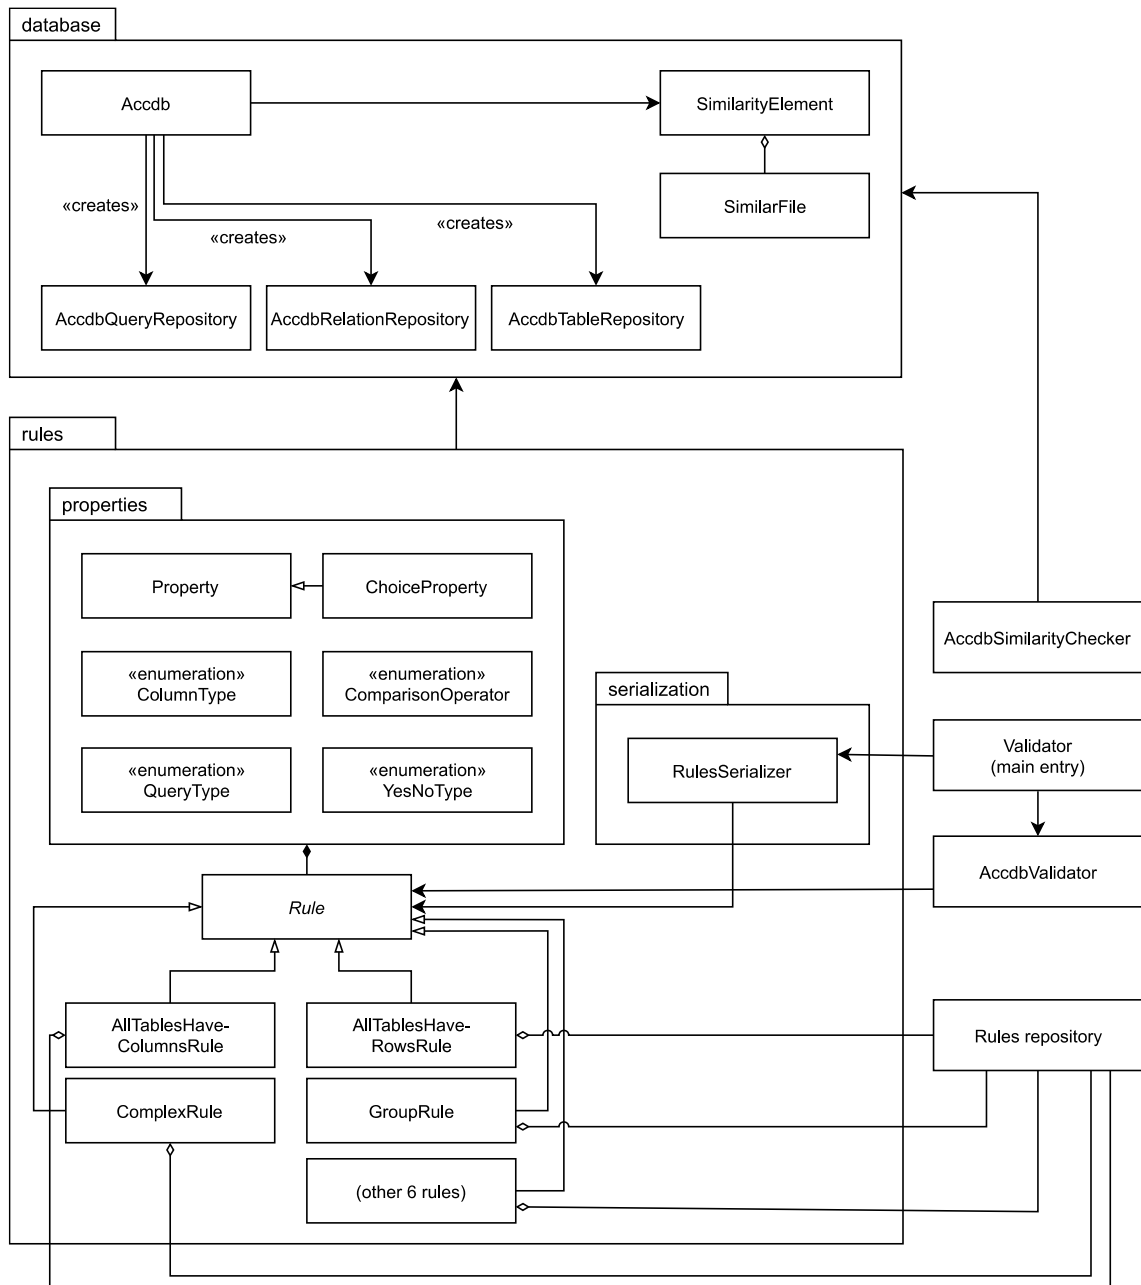 database
Accdb
SimilarityElement
SimilarFile
«creates»
«creates»
«creates»
AccdbQueryRepository
AccdbRelationRepository
AccdbTableRepository
rules
properties
Property
ChoiceProperty
«enumeration»
ColumnType
«enumeration»
ComparisonOperator
«enumeration»
QueryType
«enumeration»
YesNoType
serialization
RulesSerializer
AccdbSimilarityChecker
Validator
(main entry)
AccdbValidator
Rule
AllTablesHave-
ColumnsRule
AllTablesHave-
RowsRule
Rules repository
ComplexRule
GroupRule
(other 6 rules)